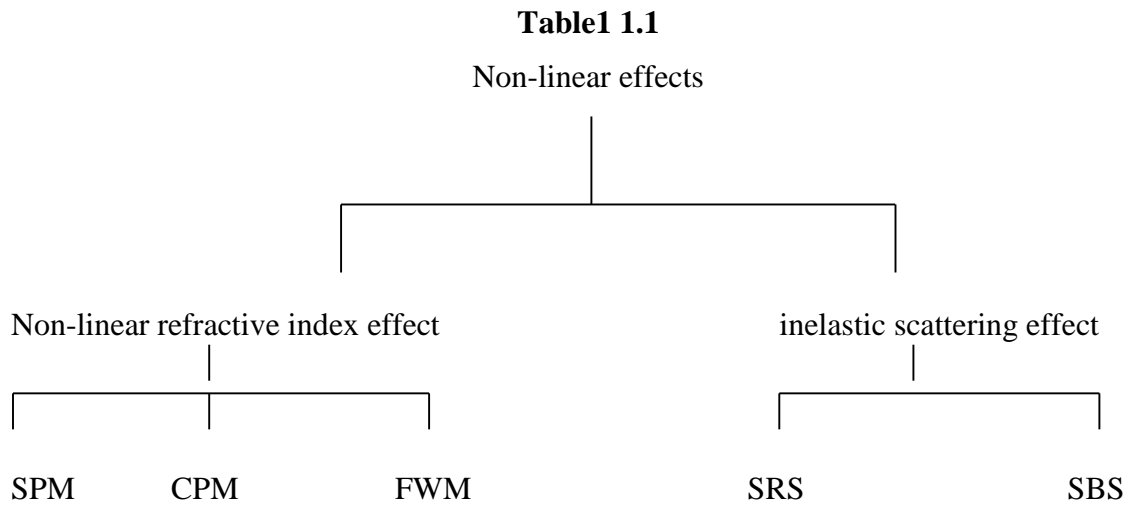 Table1 1.1
Non-linear effects
Non-linear refractive index effect inelastic scattering effect
SPM CPM FWM SRS SBS